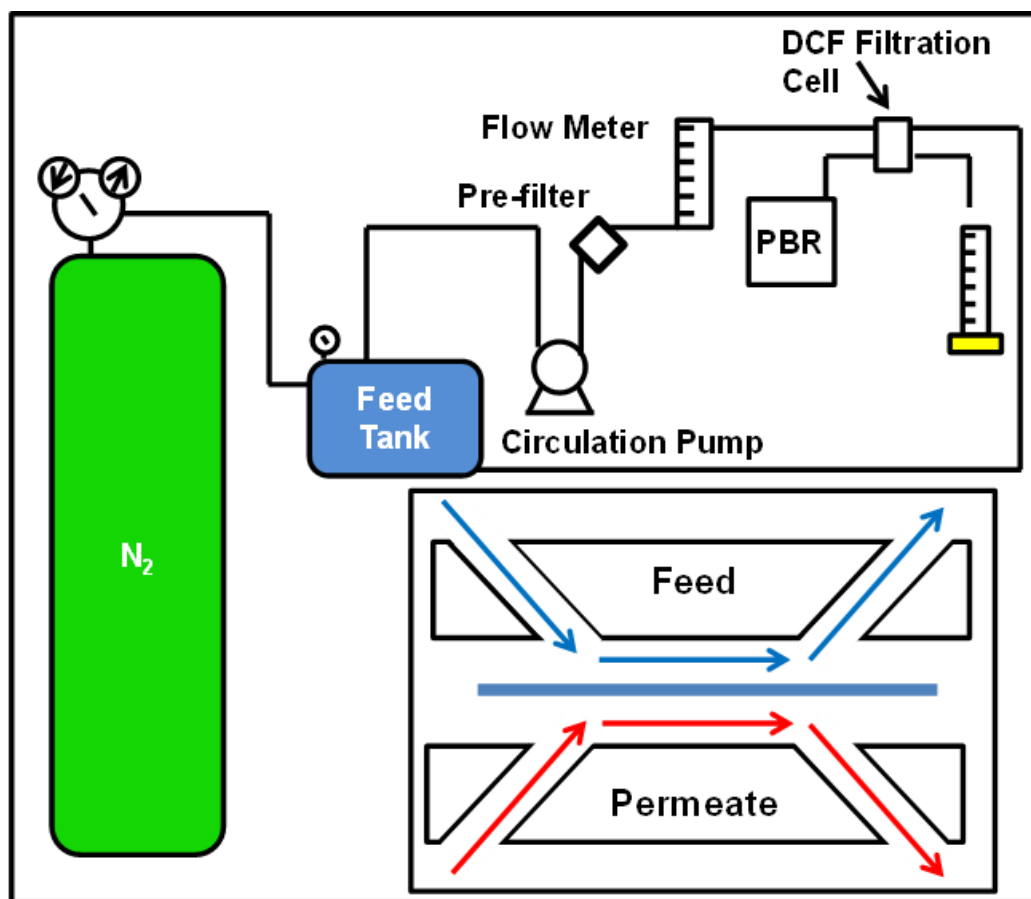 DCF Filtration
Cell
Flow Meter
Pre-filter
PBR
Feed
Tank
Circulation Pump
N₂
Feed
Permeate